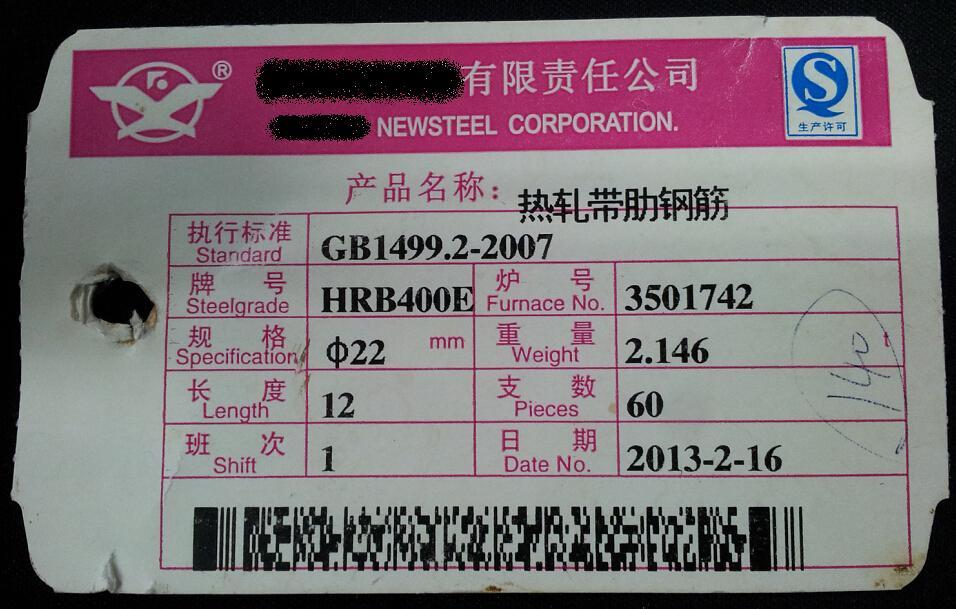 ®
有限责任公司
NEWSTEEL CORPORATION.
生产许可
产品名称：热轧带肋钢筋
执行标准 Standard GB1499.2-2007
牌号 Steelgrade HRB400E 炉号 Furnace No. 3501742
规格 Specification Φ22 mm 重量 Weight 2.146 t
长度 Length 12 支数 Pieces 60
班次 Shift 1 日期 Date No. 2013-2-16
140